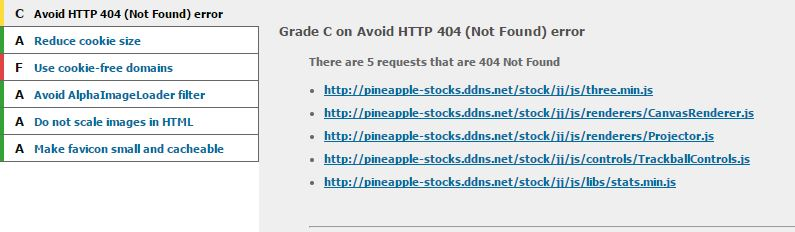 C Avoid HTTP 404 (Not Found) error
A Reduce cookie size
F Use cookie-free domains
A Avoid AlphaImageLoader filter
A Do not scale images in HTML
A Make favicon small and cacheable
Grade C on Avoid HTTP 404 (Not Found) error
There are 5 requests that are 404 Not Found
• http://pineapple-stocks.ddns.net/stock/jj/js/three.min.js
• http://pineapple-stocks.ddns.net/stock/jj/js/renderers/CanvasRenderer.js
• http://pineapple-stocks.ddns.net/stock/jj/js/renderers/Projector.js
• http://pineapple-stocks.ddns.net/stock/jj/js/controls/TrackballControls.js
• http://pineapple-stocks.ddns.net/stock/jj/js/libs/stats.min.js